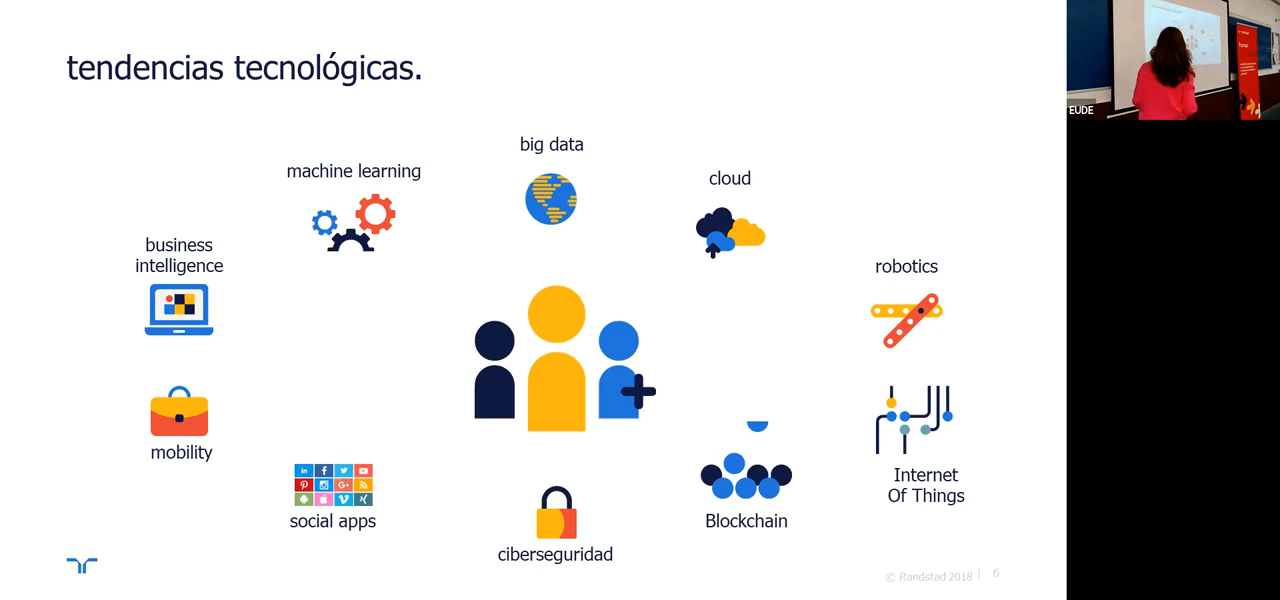 tendencias tecnológicas.
big data
machine learning
cloud
business
intelligence
robotics
mobility
Internet
Of Things
social apps
Blockchain
ciberseguridad
© Randstad 2018 | 6
EUDE